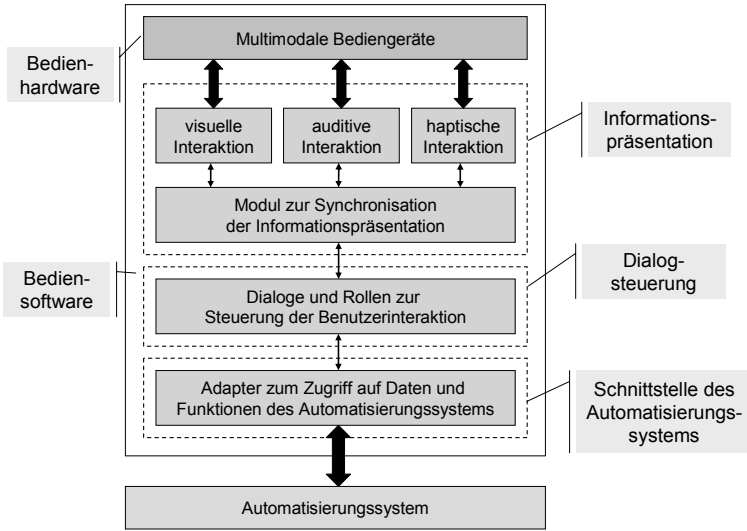 Multimodale Bediengeräte
Bedien-
hardware
visuelle
Interaktion
auditive
Interaktion
haptische
Interaktion
Informations-
präsentation
Modul zur Synchronisation
der Informationspräsentation
Bedien-
software
Dialoge und Rollen zur
Steuerung der Benutzerinteraktion
Dialog-
steuerung
Adapter zum Zugriff auf Daten und
Funktionen des Automatisierungssystems
Schnittstelle des
Automatisierungs-
systems
Automatisierungssystem